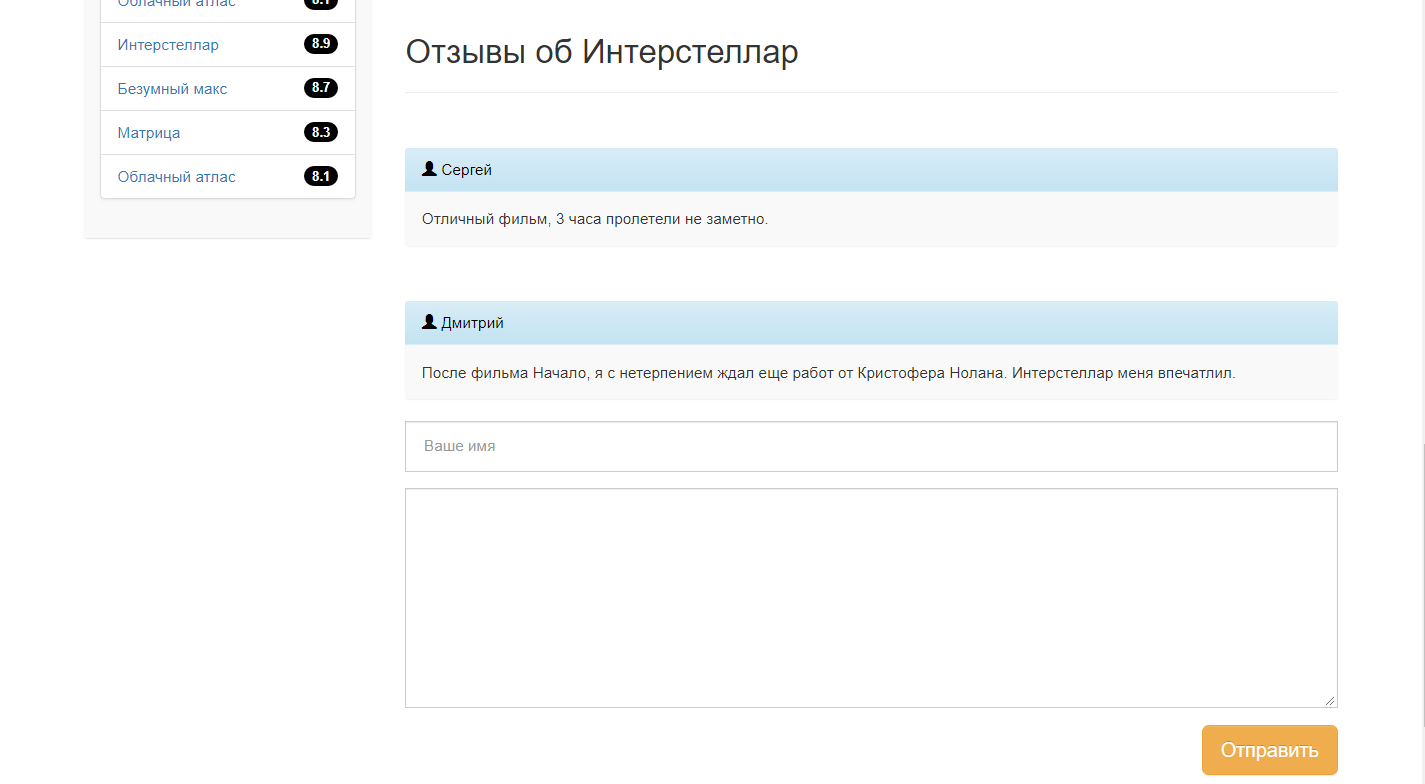 Облачный атлас 8.1
Интерстеллар 8.9
Безумный макс 8.7
Матрица 8.3
Облачный атлас 8.1
Отзывы об Интерстеллар
Сергей
Отличный фильм, 3 часа пролетели не заметно.
Дмитрий
После фильма Начало, я с нетерпением ждал еще работ от Кристофера Нолана. Интерстеллар меня впечатлил.
Ваше имя
Отправить